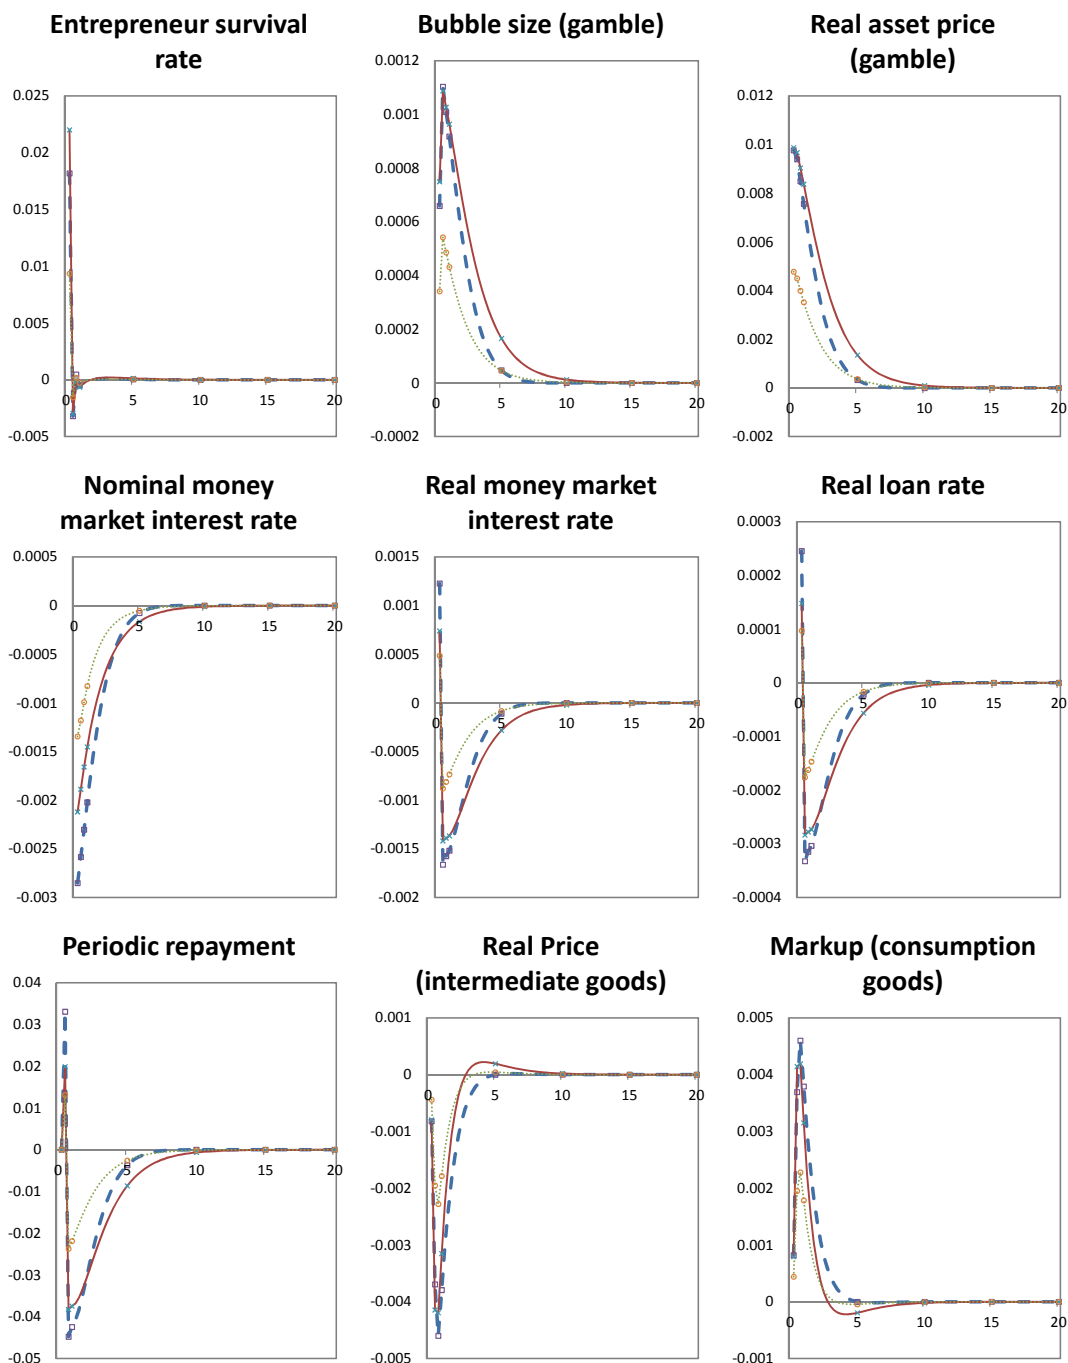 Entrepreneur survival
rate
0.025
0.02
0.015
0.01
0.005
0
-0.005
0 5 10 15 20
Bubble size (gamble)
0.0012
0.001
0.0008
0.0006
0.0004
0.0002
0
-0.0002
0 5 10 15 20
Real asset price
(gamble)
0.012
0.01
0.008
0.006
0.004
0.002
0
-0.002
0 5 10 15 20
Nominal money
market interest rate
0.0005
0
-0.0005
-0.001
-0.0015
-0.002
-0.0025
-0.003
0 5 10 15 20
Real money market
interest rate
0.0015
0.001
0.0005
0
-0.0005
-0.001
-0.0015
-0.002
0 5 10 15 20
Real loan rate
0.0003
0.0002
0.0001
0
-0.0001
-0.0002
-0.0003
-0.0004
0 5 10 15 20
Periodic repayment
0.04
0.03
0.02
0.01
0
-0.01
-0.02
-0.03
-0.04
-0.05
0 5 10 15 20
Real Price
(intermediate goods)
0.001
0
-0.001
-0.002
-0.003
-0.004
-0.005
0 5 10 15 20
Markup (consumption
goods)
0.005
0.004
0.003
0.002
0.001
0
-0.001
0 5 10 15 20